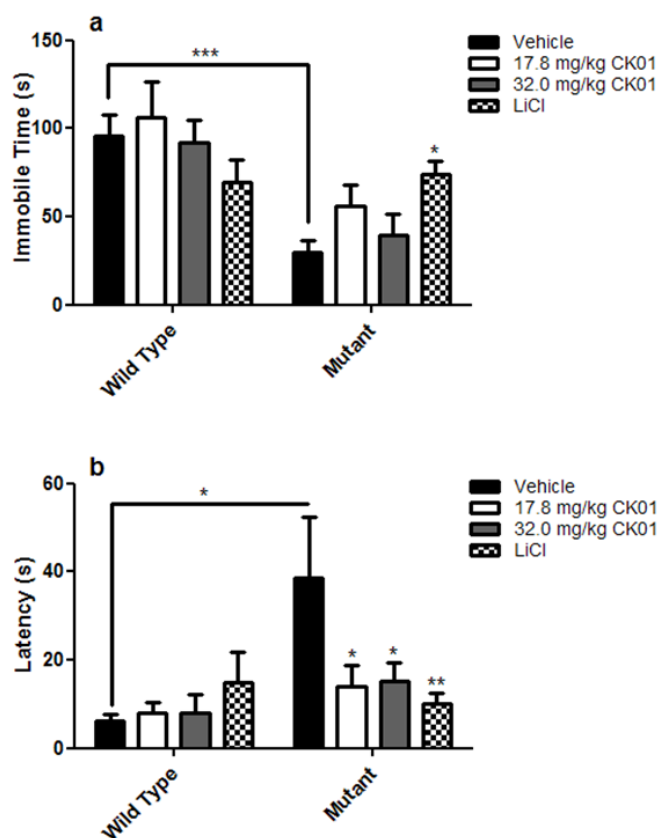 a
150
100
50
0
Immobile Time (s)
***
*
Vehicle
17.8 mg/kg CK01
32.0 mg/kg CK01
LiCl
Wild Type
Mutant
b
60
40
20
0
Latency (s)
*
*
*
**
Vehicle
17.8 mg/kg CK01
32.0 mg/kg CK01
LiCl
Wild Type
Mutant